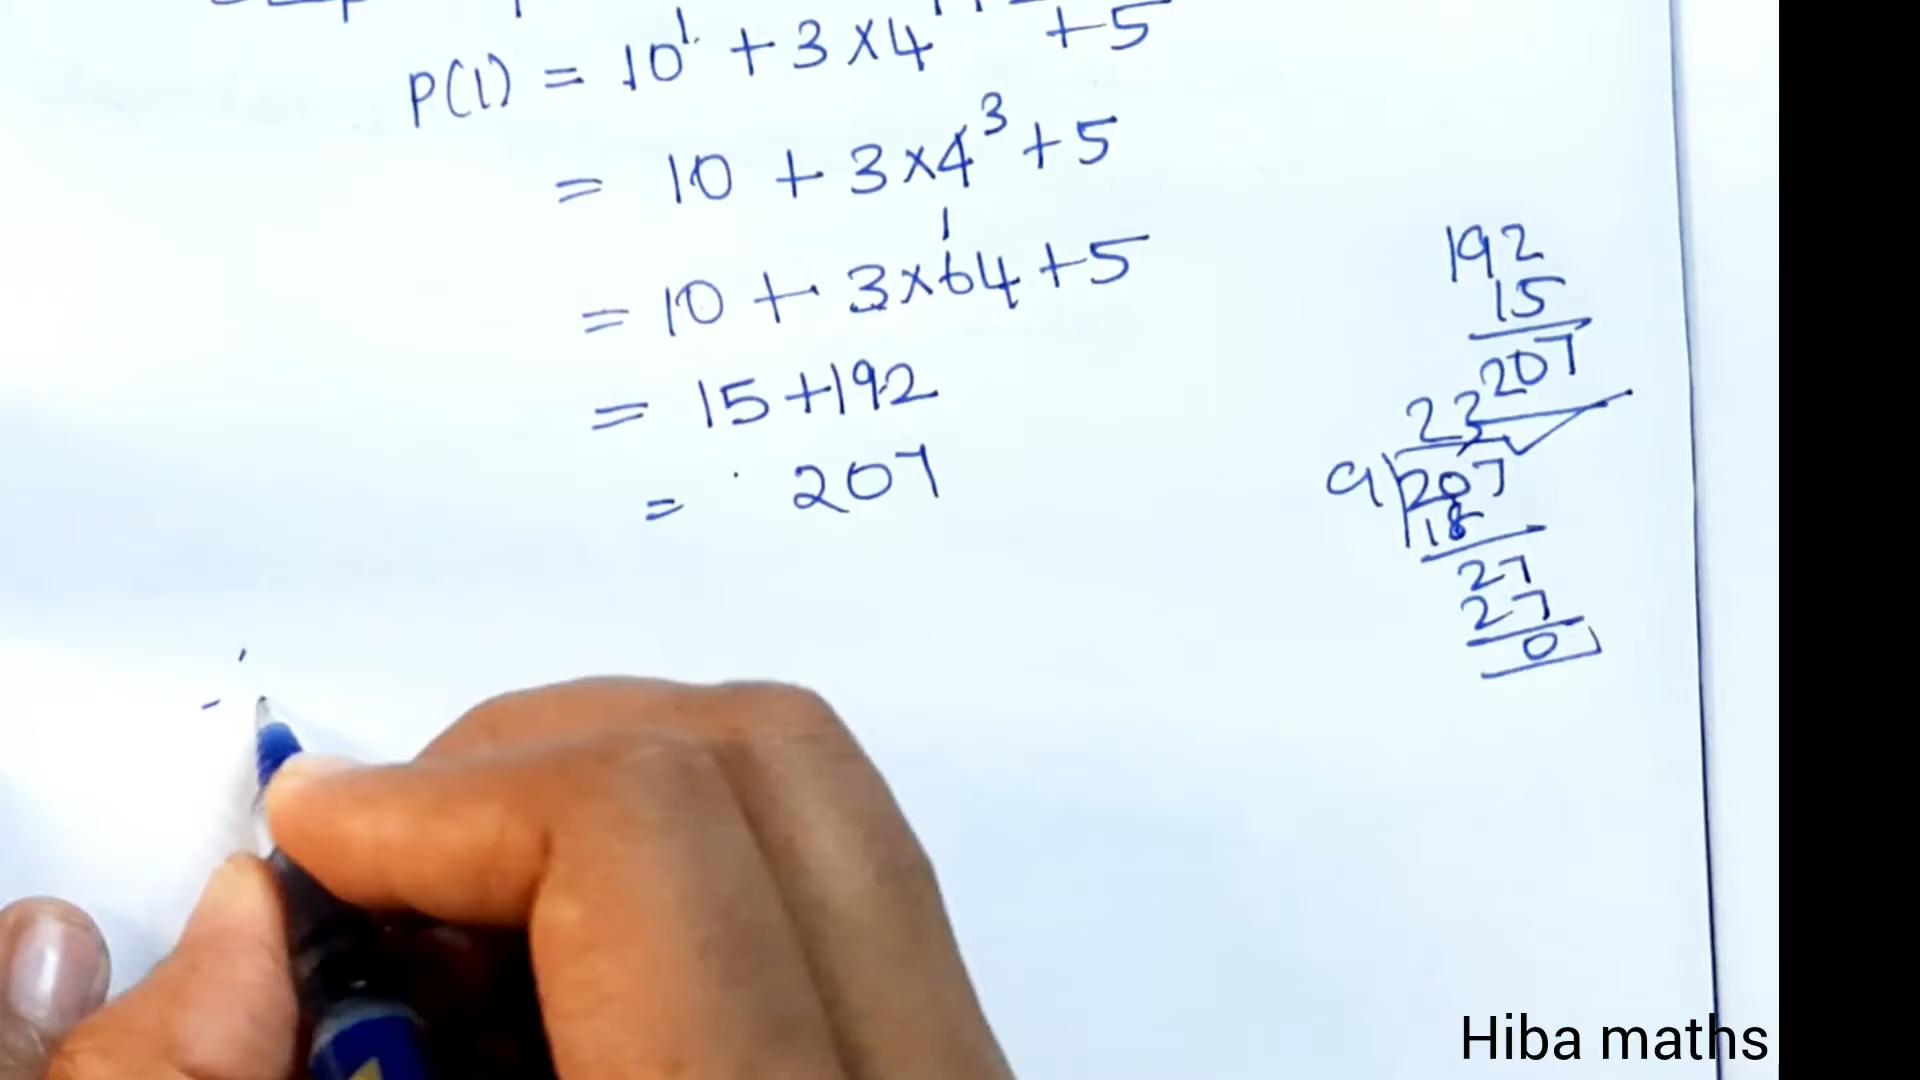 P(1) = 10¹ + 3 × 4 + 5
= 10 + 3 × 4³ + 5
= 10 + 3 × 64 + 5
= 15 + 192
= 207
192
15
207
23
9 207
18
27
27
0
Hiba maths